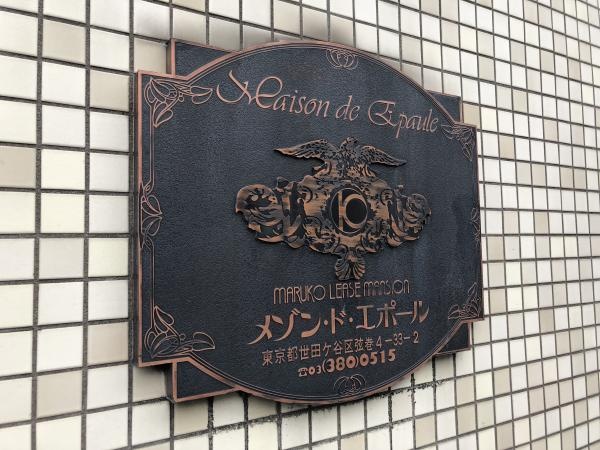 Maison de Epaule
MARUKO LEASE MANSION
メゾン・ド・エポール
東京都世田ケ谷区弦巻4-33-2
☎03(380)0515